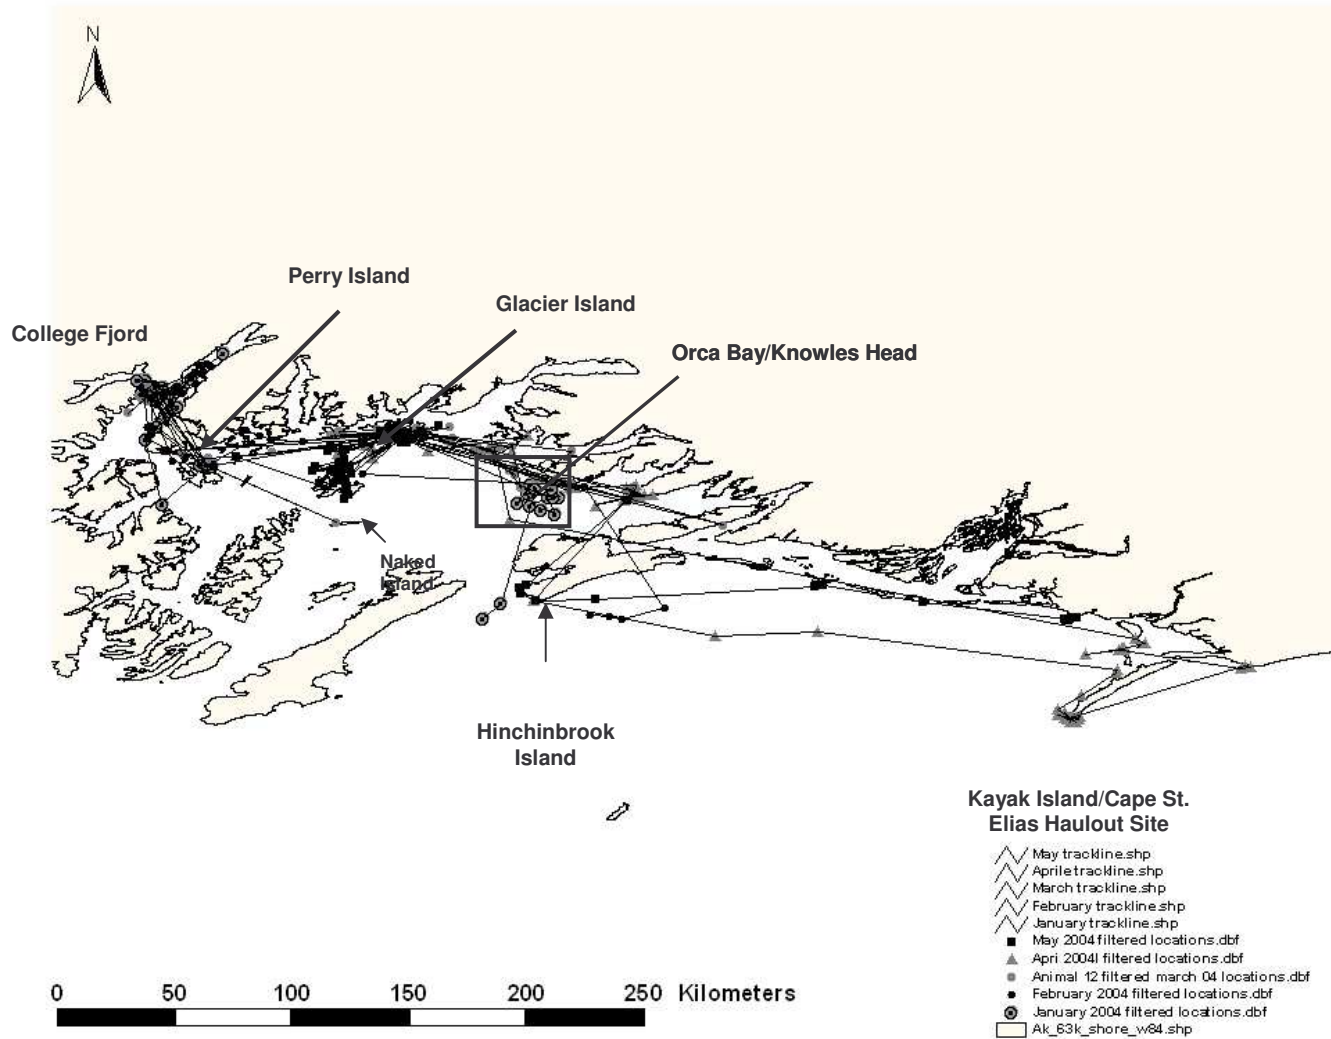 N
Perry Island
Glacier Island
College Fjord
Orca Bay/Knowles Head
Naked
Island
Hinchinbrook
Island
Kayak Island/Cape St.
Elias Haulout Site
May trackline.shp
Aprile trackline.shp
March trackline.shp
February trackline.shp
January trackline.shp
May 2004 filtered locations.dbf
Apri 2004l filtered locations.dbf
Animal 12 filtered march 04 locations.dbf
February 2004 filtered locations.dbf
January 2004 filtered locations.dbf
Ak_63k_shore_w84.shp
0 50 100 150 200 250 Kilometers